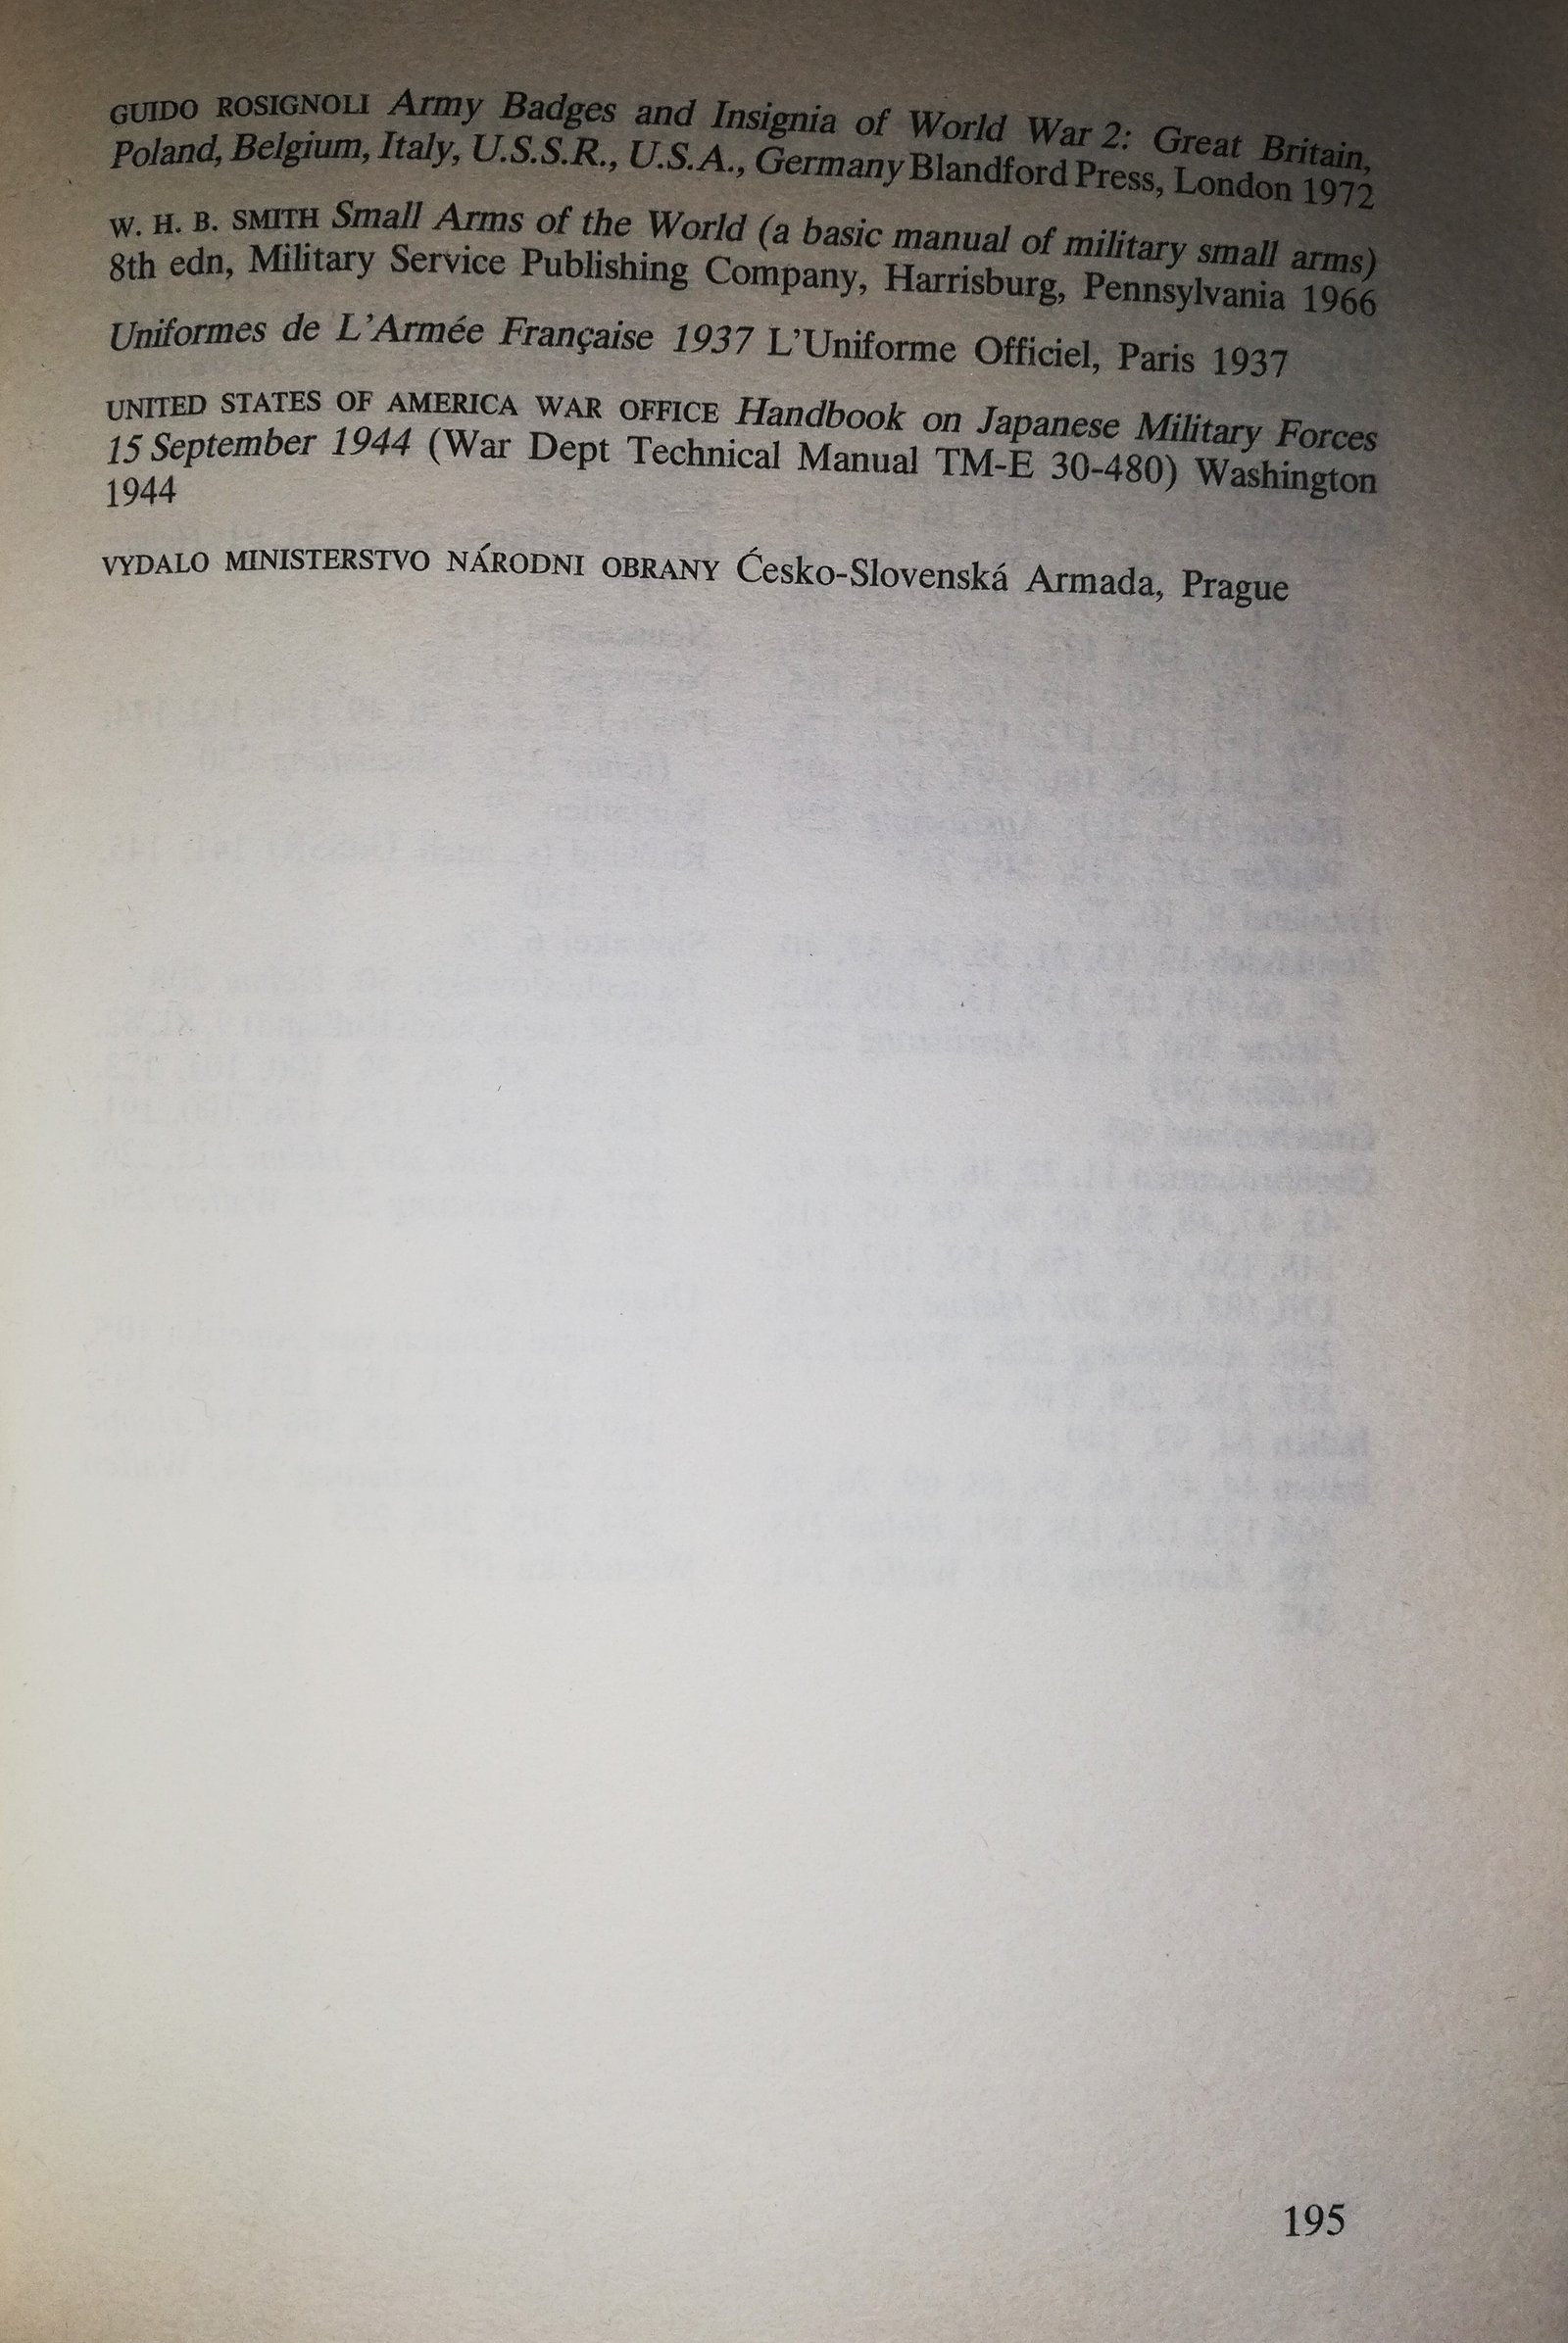 GUIDO ROSIGNOLI Army Badges and Insignia of World War 2: Great Britain,
Poland, Belgium, Italy, U.S.S.R., U.S.A., Germany Blandford Press, London 1972
W. H. B. SMITH Small Arms of the World (a basic manual of military small arms)
8th edn, Military Service Publishing Company, Harrisburg, Pennsylvania 1966
Uniformes de L'Armée Française 1937 L'Uniforme Officiel, Paris 1937
UNITED STATES OF AMERICA WAR OFFICE Handbook on Japanese Military Forces
15 September 1944 (War Dept Technical Manual TM-E 30-480) Washington
1944
VYDALO MINISTERSTVO NÁRODNI OBRANY Ćesko-Slovenská Armada, Prague
195